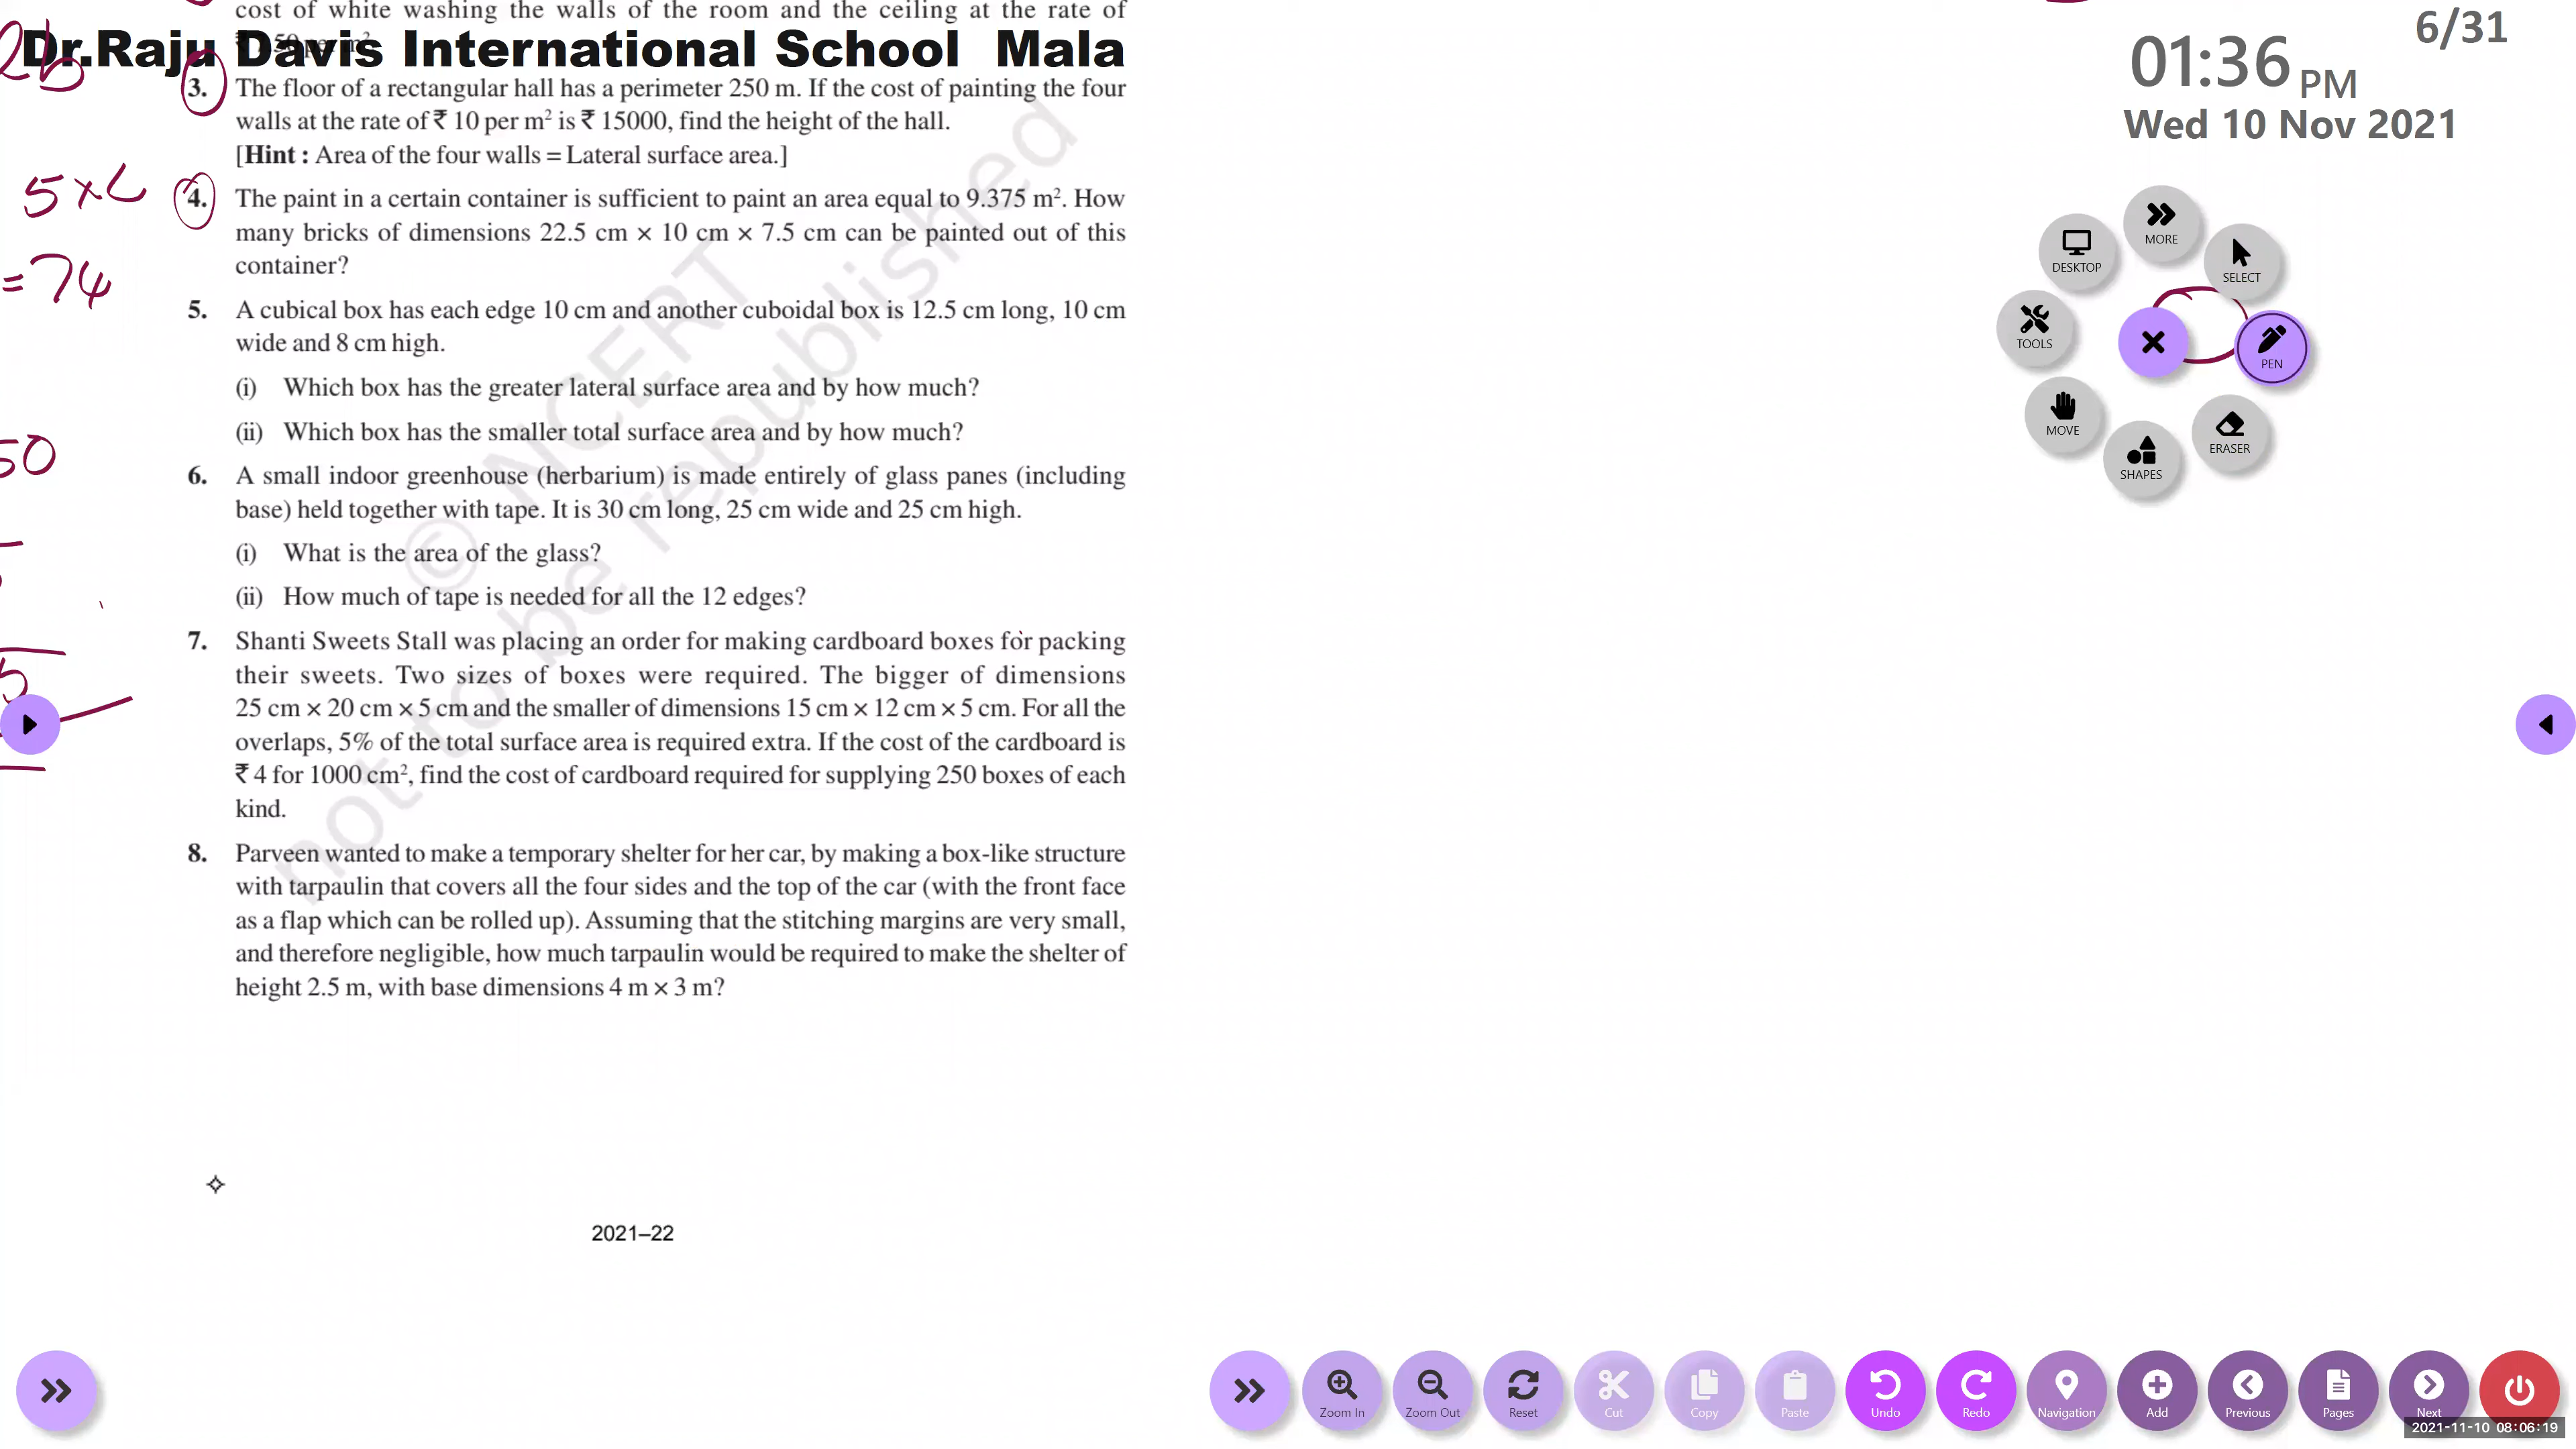 cost of white washing the walls of the room and the ceiling at the rate of
Dr.Raju Davis International School Mala
3. The floor of a rectangular hall has a perimeter 250 m. If the cost of painting the four
walls at the rate of ₹ 10 per m² is ₹ 15000, find the height of the hall.
[Hint : Area of the four walls = Lateral surface area.]
4. The paint in a certain container is sufficient to paint an area equal to 9.375 m². How
many bricks of dimensions 22.5 cm × 10 cm × 7.5 cm can be painted out of this
container?
5. A cubical box has each edge 10 cm and another cuboidal box is 12.5 cm long, 10 cm
wide and 8 cm high.
(i) Which box has the greater lateral surface area and by how much?
(ii) Which box has the smaller total surface area and by how much?
6. A small indoor greenhouse (herbarium) is made entirely of glass panes (including
base) held together with tape. It is 30 cm long, 25 cm wide and 25 cm high.
(i) What is the area of the glass?
(ii) How much of tape is needed for all the 12 edges?
7. Shanti Sweets Stall was placing an order for making cardboard boxes for packing
their sweets. Two sizes of boxes were required. The bigger of dimensions
25 cm × 20 cm × 5 cm and the smaller of dimensions 15 cm × 12 cm × 5 cm. For all the
overlaps, 5% of the total surface area is required extra. If the cost of the cardboard is
₹ 4 for 1000 cm², find the cost of cardboard required for supplying 250 boxes of each
kind.
8. Parveen wanted to make a temporary shelter for her car, by making a box-like structure
with tarpaulin that covers all the four sides and the top of the car (with the front face
as a flap which can be rolled up). Assuming that the stitching margins are very small,
and therefore negligible, how much tarpaulin would be required to make the shelter of
height 2.5 m, with base dimensions 4 m × 3 m?
2021–22
© NCERT
not to be republished
2b
= 74
50
5
6/31
01:36 PM
Wed 10 Nov 2021
MORE
DESKTOP
SELECT
TOOLS
PEN
MOVE
ERASER
SHAPES
Zoom In
Zoom Out
Reset
Cut
Copy
Paste
Undo
Redo
Navigation
Add
Previous
Pages
Next
2021-11-10 08:06:19